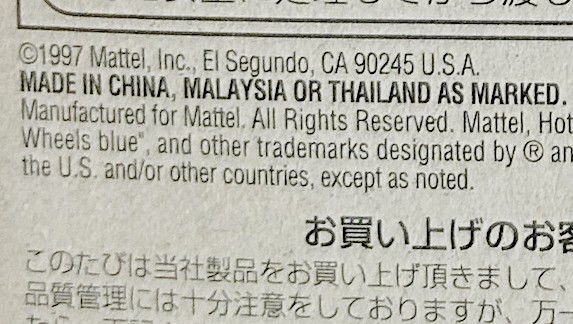 ©1997 Mattel, Inc., El Segundo, CA 90245 U.S.A.
MADE IN CHINA, MALAYSIA OR THAILAND AS MARKED.
Manufactured for Mattel. All Rights Reserved. Mattel, Hot
Wheels blue", and other trademarks designated by ® an
the U.S. and/or other countries, except as noted.
お買い上げのお客
このたびは当社製品をお買い上げ頂きまして、
品質管理には十分注意をしておりますが、万一